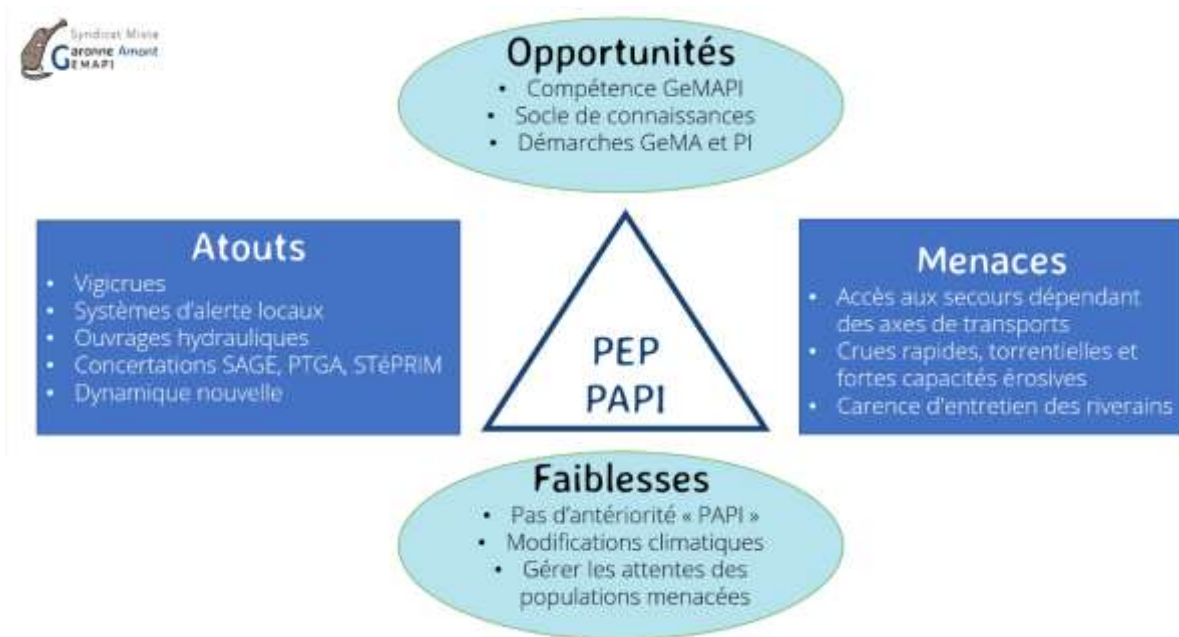 Syndicat Mixte
Garonne Amont
GEMAPI
Opportunités
• Compétence GeMAPI
• Socle de connaissances
• Démarches GeMA et PI
Atouts
• Vigicrues
• Systèmes d'alerte locaux
• Ouvrages hydrauliques
• Concertations SAGE, PTGA, STéPRIM
• Dynamique nouvelle
PEP
PAPI
Menaces
• Accès aux secours dépendant
des axes de transports
• Crues rapides, torrentielles et
fortes capacités érosives
• Carence d'entretien des riverains
Faiblesses
• Pas d'antériorité « PAPI »
• Modifications climatiques
• Gérer les attentes des
populations menacées